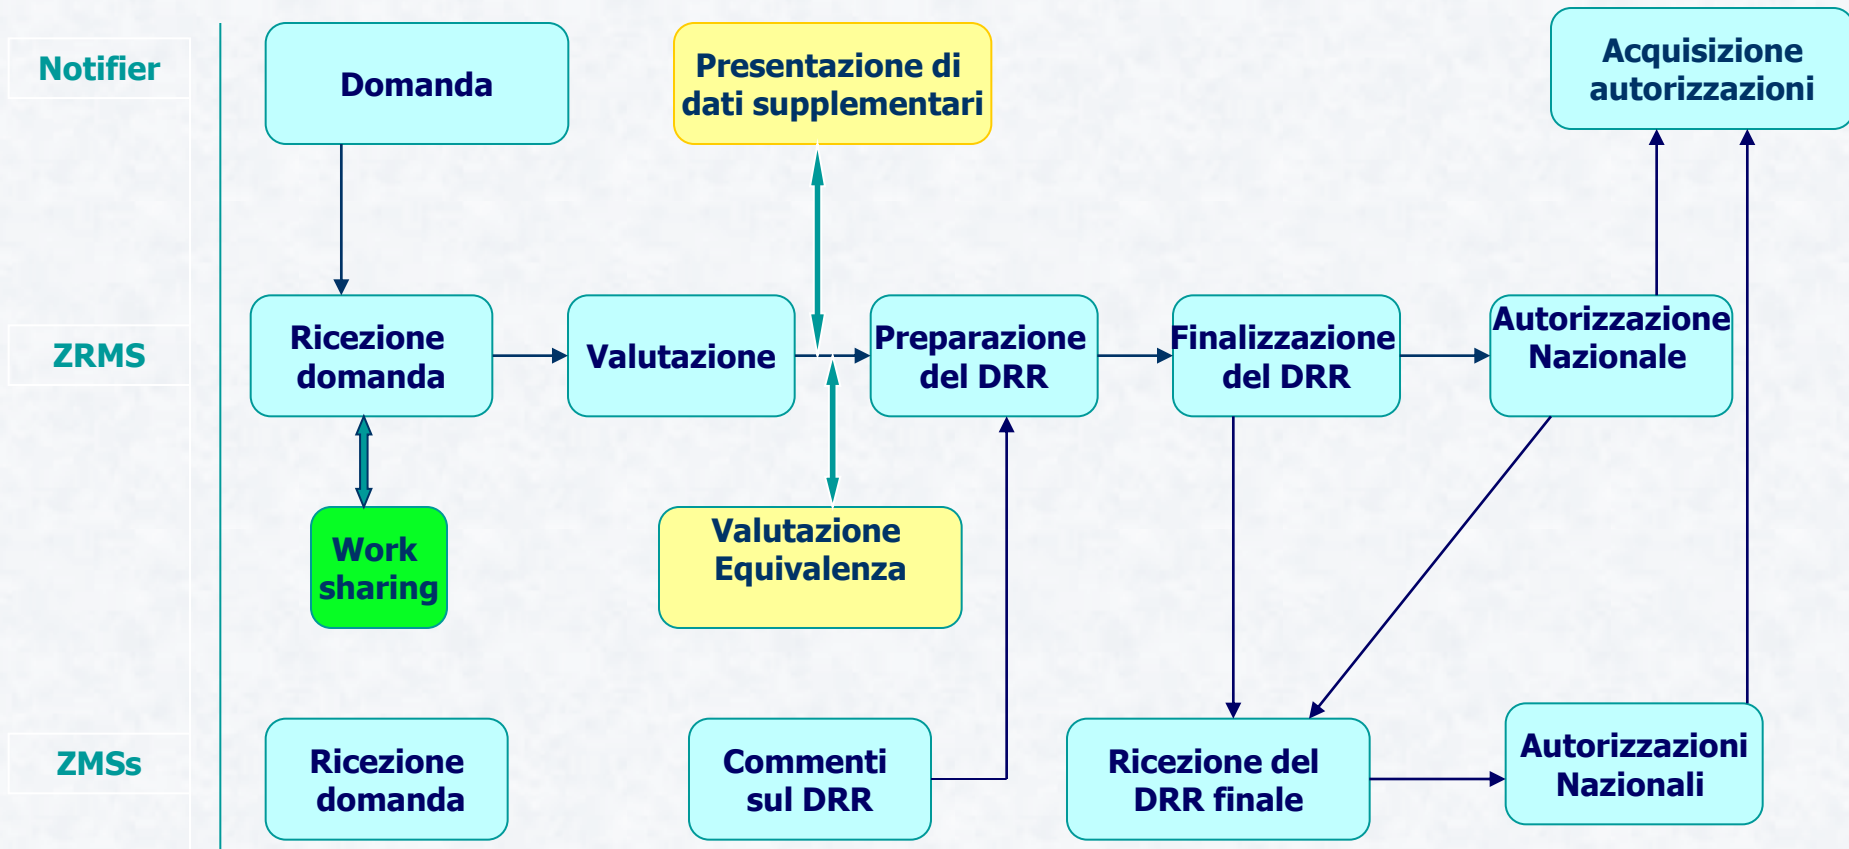 Notifier
Domanda
Presentazione di
dati supplementari
Acquisizione
autorizzazioni
ZRMS
Ricezione
domanda
Valutazione
Preparazione
del DRR
Finalizzazione
del DRR
Autorizzazione
Nazionale
Work
sharing
Valutazione
Equivalenza
ZMSs
Ricezione
domanda
Commenti
sul DRR
Ricezione del
DRR finale
Autorizzazioni
Nazionali